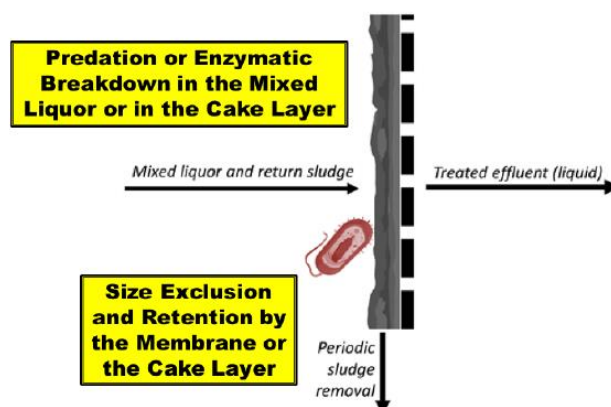 Predation or Enzymatic
Breakdown in the Mixed
Liquor or in the Cake Layer
Mixed liquor and return sludge
Treated effluent (liquid)
Size Exclusion
and Retention by
the Membrane or
the Cake Layer
Periodic
sludge
removal